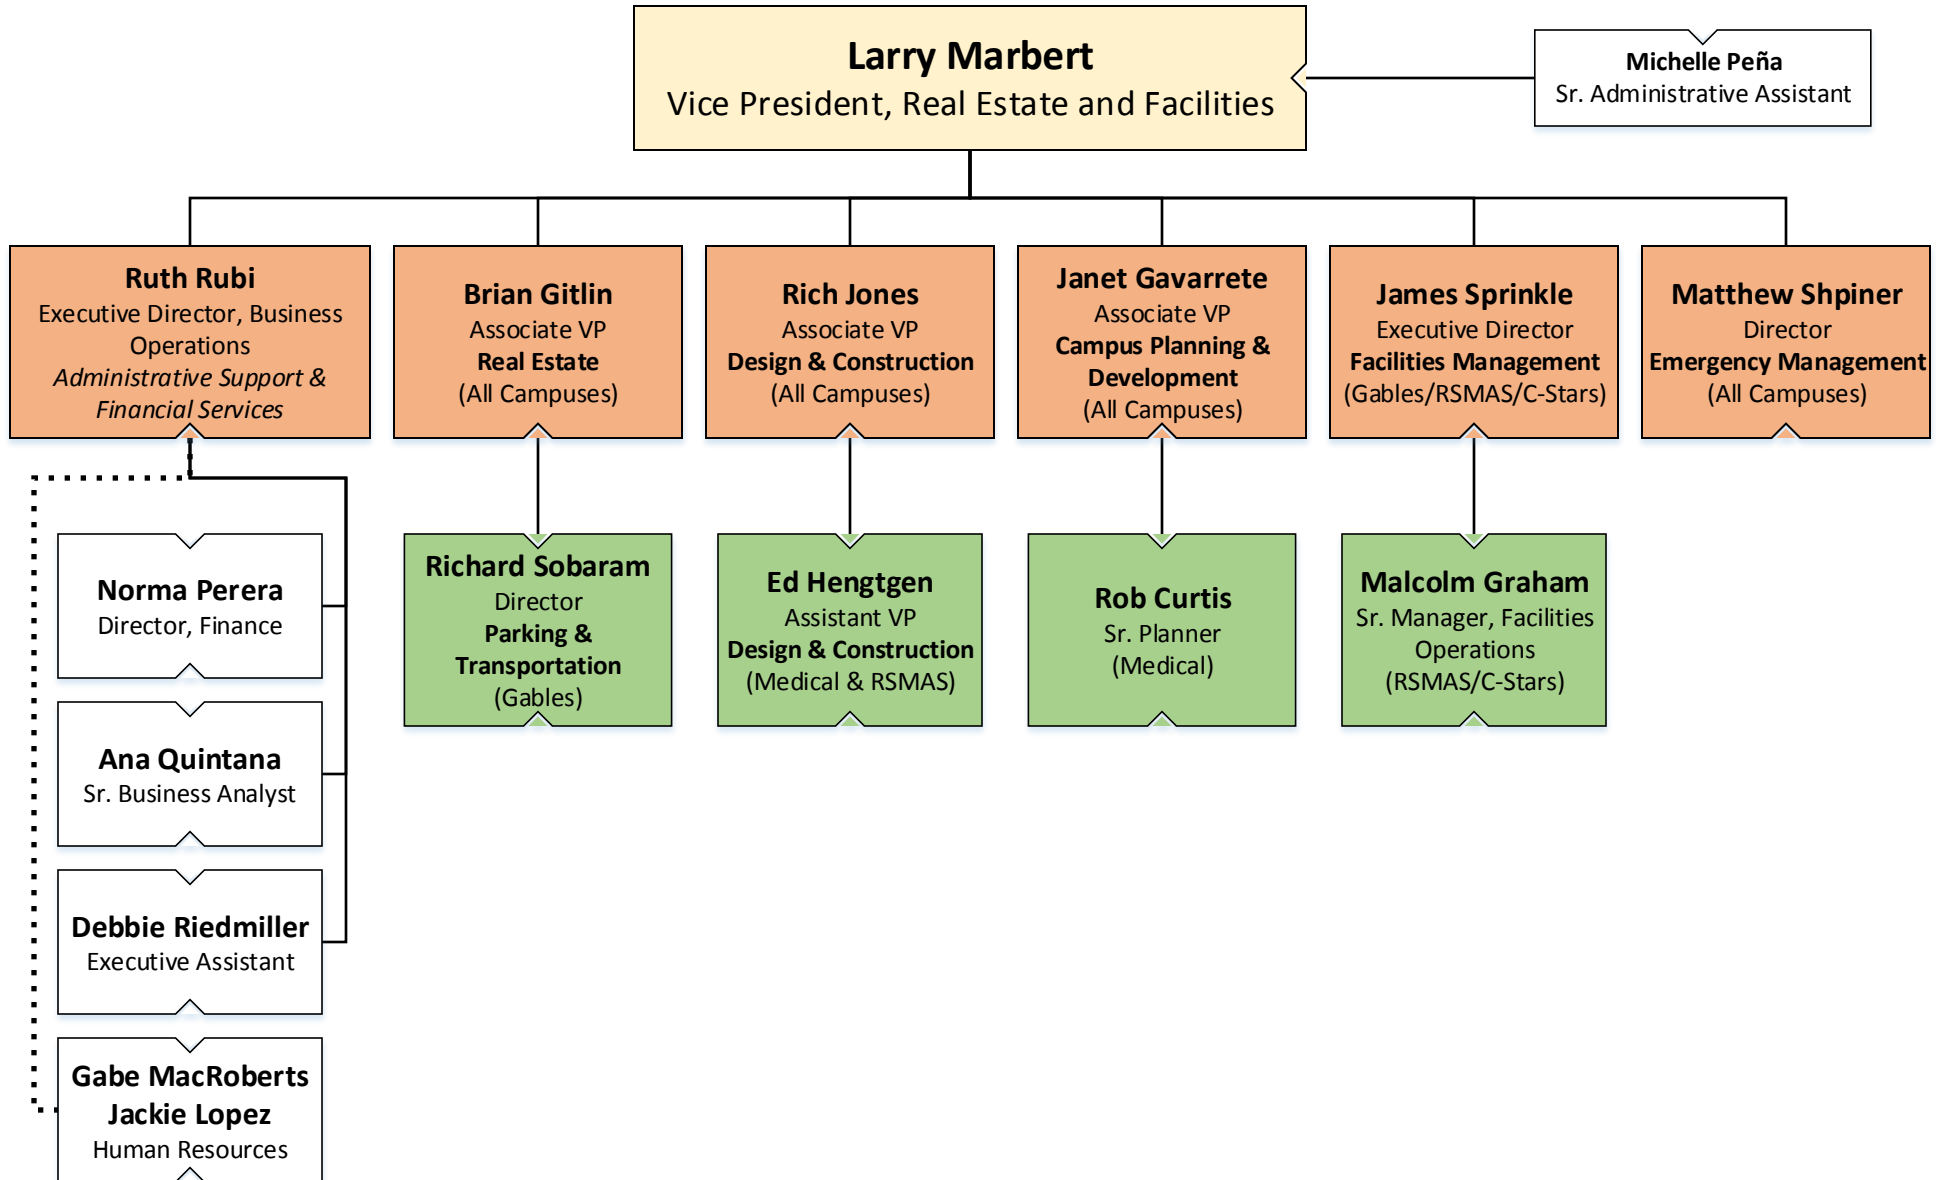 Larry Marbert
Vice President, Real Estate and Facilities
Michelle Peña
Sr. Administrative Assistant
Ruth Rubi
Executive Director, Business
Operations
Administrative Support &
Financial Services
Brian Gitlin
Associate VP
Real Estate
(All Campuses)
Rich Jones
Associate VP
Design & Construction
(All Campuses)
Janet Gavarrete
Associate VP
Campus Planning &
Development
(All Campuses)
James Sprinkle
Executive Director
Facilities Management
(Gables/RSMAS/C-Stars)
Matthew Shpiner
Director
Emergency Management
(All Campuses)
Norma Perera
Director, Finance
Ana Quintana
Sr. Business Analyst
Debbie Riedmiller
Executive Assistant
Gabe MacRoberts
Jackie Lopez
Human Resources
Richard Sobaram
Director
Parking &
Transportation
(Gables)
Ed Hengtgen
Assistant VP
Design & Construction
(Medical & RSMAS)
Rob Curtis
Sr. Planner
(Medical)
Malcolm Graham
Sr. Manager, Facilities
Operations
(RSMAS/C-Stars)